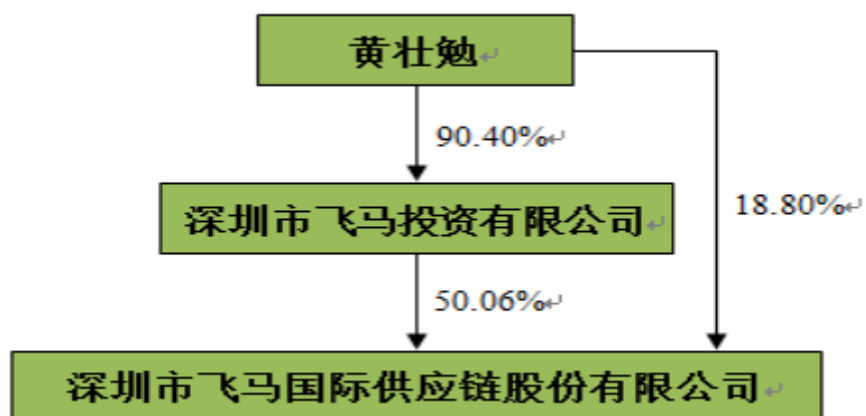 黄壮勉
90.40%
深圳市飞马投资有限公司
18.80%
50.06%
深圳市飞马国际供应链股份有限公司